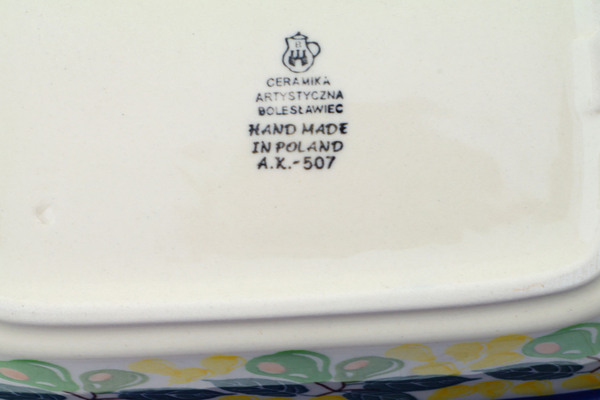 B
CERAMIKA
ARTYSTYCZNA
BOLESŁAWIEC
HAND MADE
IN POLAND
A.K.-507